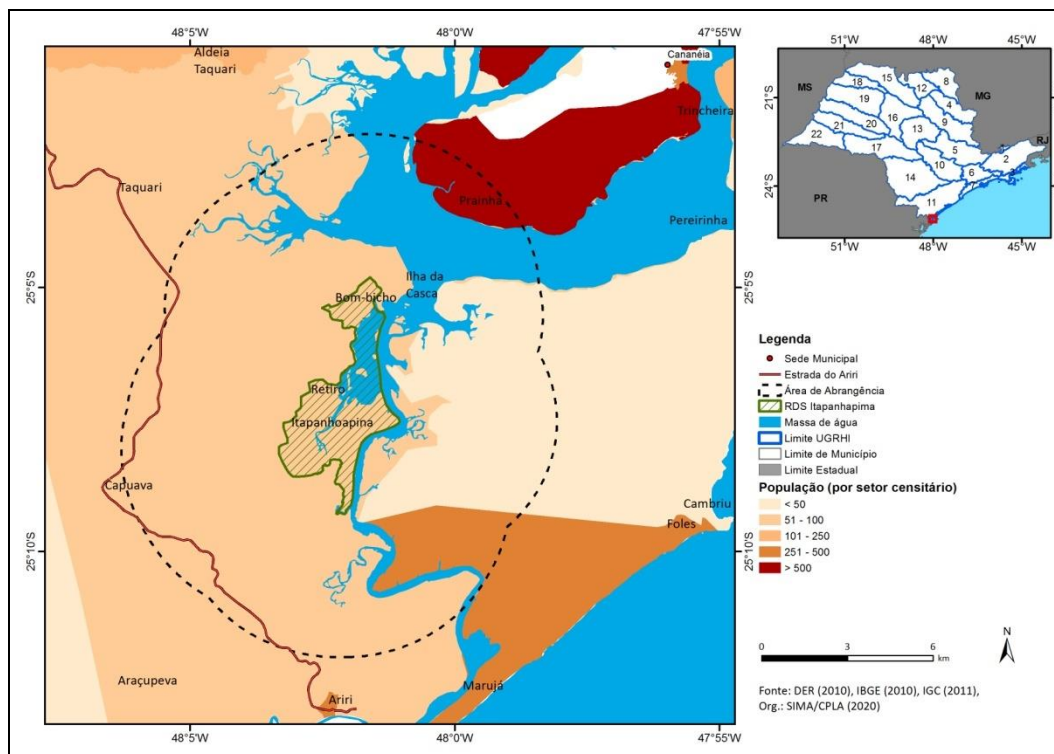 48°5'W 48°0'W 47°55'W
Aldeia
Taquari
Cananéia
Trincheira
Taquari
Prainha
Pereirinha
25°5'S
Ilha da
Casca
25°5'S
Bom-bicho
Retiro
Itapanhoapina
Capuava
Cambriu
Foles
25°10'S
25°10'S
Araçupeva
Marujá
Ariri
48°5'W 48°0'W 47°55'W
51°W 48°W 45°W
MS
MG
RJ
PR
21°S
21°S
24°S
24°S
18 15 8
12
19 4
16
9
22 21 20 13
17 5
10 2
14 6
11
51°W 48°W 45°W
Legenda
Sede Municipal
Estrada do Ariri
Área de Abrangência
RDS Itapanhapima
Massa de água
Limite UGRHI
Limite de Município
Limite Estadual
População (por setor censitário)
< 50
51 - 100
101 - 250
251 - 500
> 500
0 3 6
km
N
Fonte: DER (2010), IBGE (2010), IGC (2011),
Org.: SIMA/CPLA (2020)